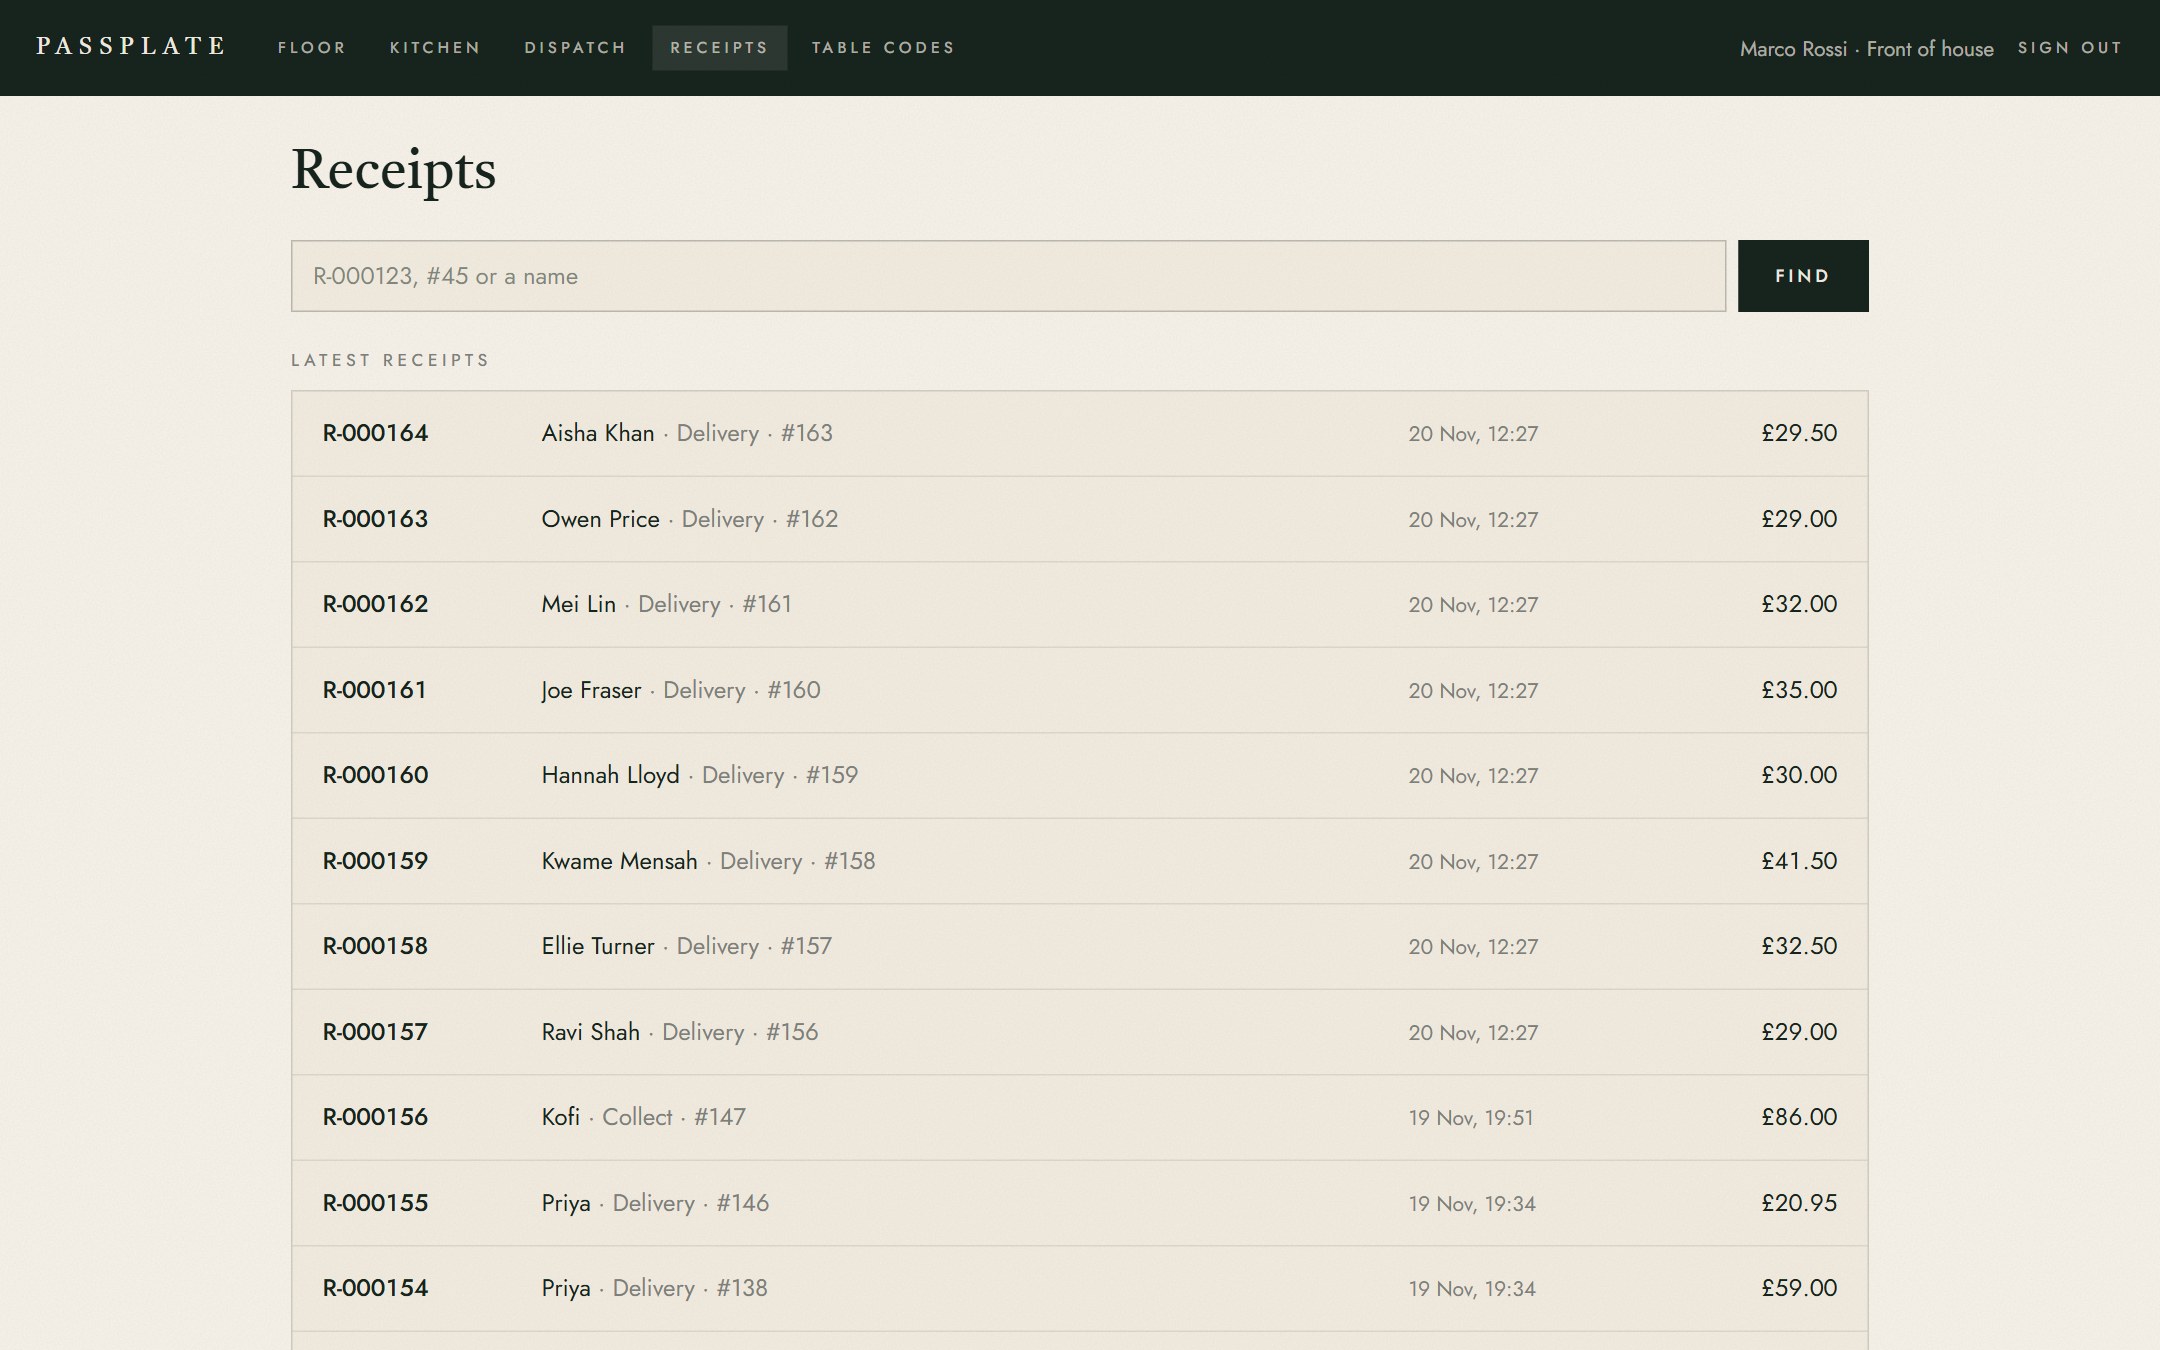 PASSPLATE FLOOR KITCHEN DISPATCH RECEIPTS TABLE CODES Marco Rossi · Front of house SIGN OUT
Receipts
R-000123, #45 or a name FIND
LATEST RECEIPTS
R-000164 Aisha Khan · Delivery · #163 20 Nov, 12:27 £29.50
R-000163 Owen Price · Delivery · #162 20 Nov, 12:27 £29.00
R-000162 Mei Lin · Delivery · #161 20 Nov, 12:27 £32.00
R-000161 Joe Fraser · Delivery · #160 20 Nov, 12:27 £35.00
R-000160 Hannah Lloyd · Delivery · #159 20 Nov, 12:27 £30.00
R-000159 Kwame Mensah · Delivery · #158 20 Nov, 12:27 £41.50
R-000158 Ellie Turner · Delivery · #157 20 Nov, 12:27 £32.50
R-000157 Ravi Shah · Delivery · #156 20 Nov, 12:27 £29.00
R-000156 Kofi · Collect · #147 19 Nov, 19:51 £86.00
R-000155 Priya · Delivery · #146 19 Nov, 19:34 £20.95
R-000154 Priya · Delivery · #138 19 Nov, 19:34 £59.00